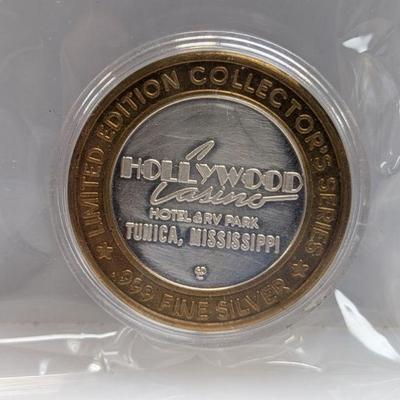 LIMITED EDITION COLLECTOR'S SERIES
HOLLYWOOD
Casino
HOTEL & RV PARK
TUNICA, MISSISSIPPI
.999 FINE SILVER